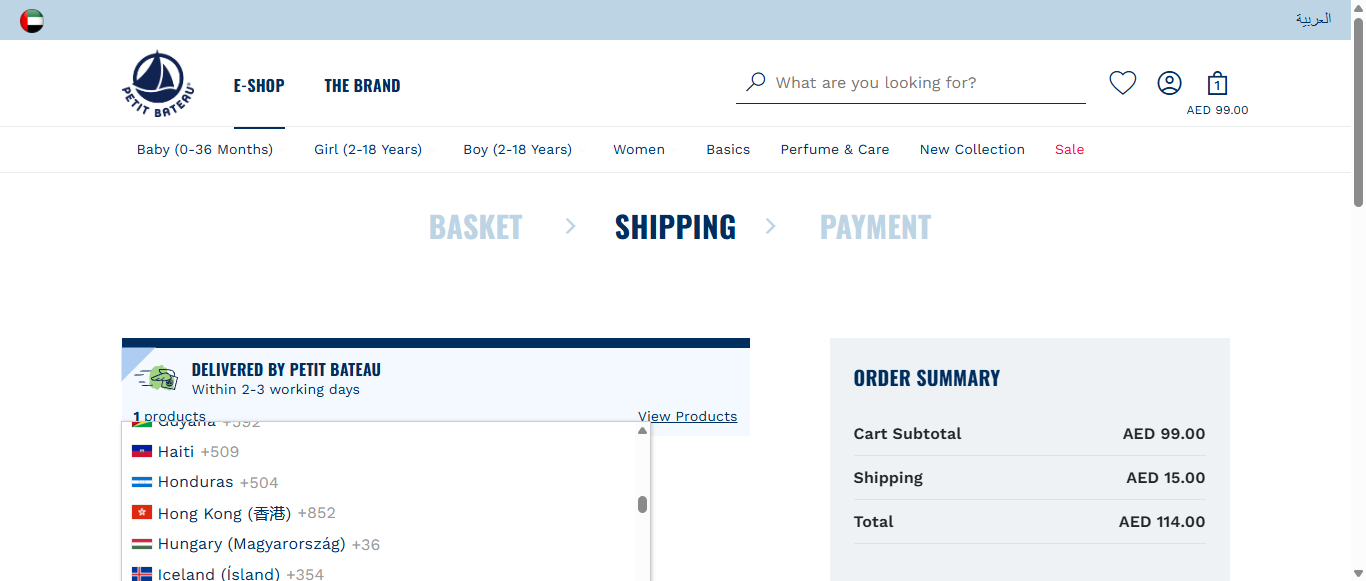 العربية
PETIT BATEAU
E-SHOP
THE BRAND
What are you looking for?
1
AED 99.00
Baby (0-36 Months)
Girl (2-18 Years)
Boy (2-18 Years)
Women
Basics
Perfume & Care
New Collection
Sale
BASKET
SHIPPING
PAYMENT
DELIVERED BY PETIT BATEAU
Within 2-3 working days
1 products
View Products
Guyana +592
Haiti +509
Honduras +504
Hong Kong (香港) +852
Hungary (Magyarország) +36
Iceland (Ísland) +354
ORDER SUMMARY
Cart Subtotal AED 99.00
Shipping AED 15.00
Total AED 114.00